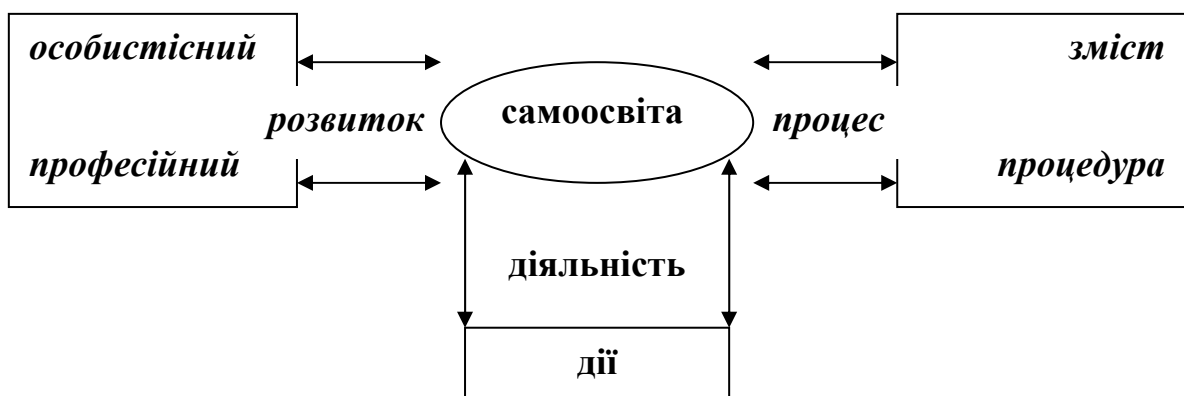 особистісний
зміст
розвиток
самоосвіта
процес
професійний
процедура
діяльність
дії